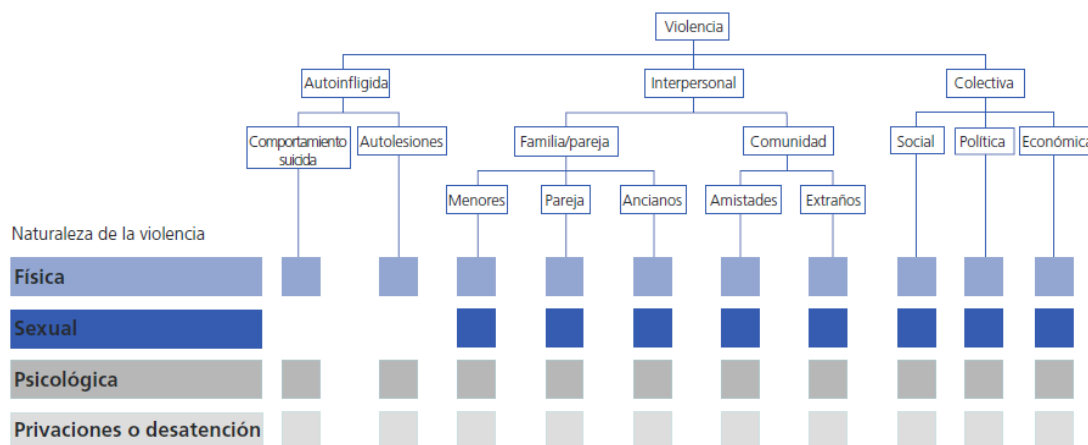 Violencia
Autoinfligida
Interpersonal
Colectiva
Comportamiento
suicida
Autolesiones
Familia/pareja
Comunidad
Social
Política
Económica
Menores
Pareja
Ancianos
Amistades
Extraños
Naturaleza de la violencia
Física
Sexual
Psicológica
Privaciones o desatención